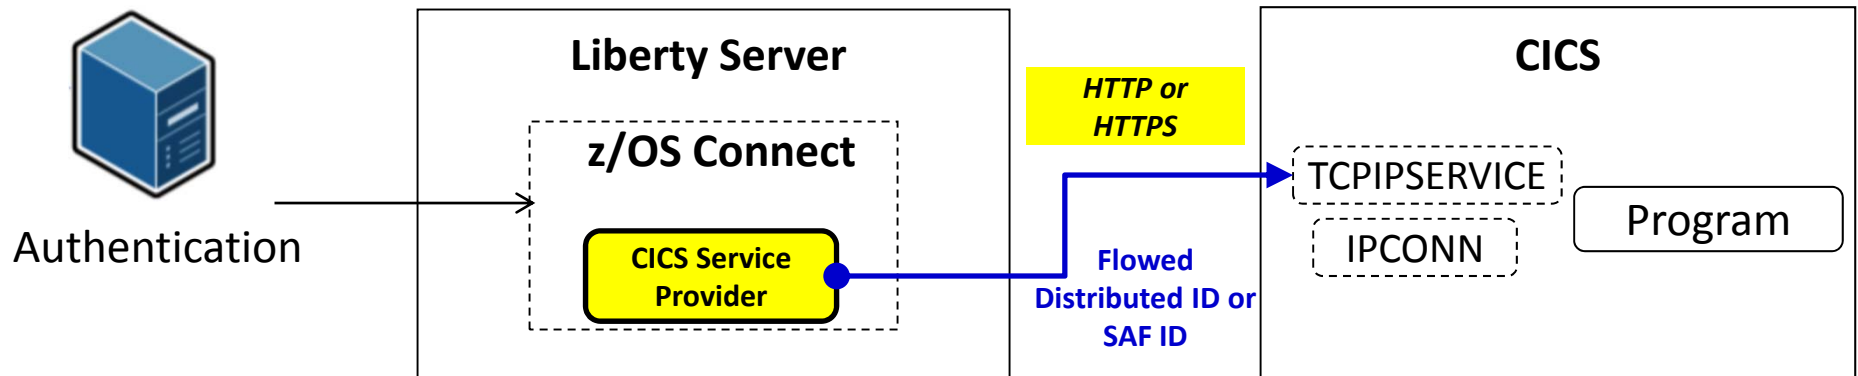 Authentication
Liberty Server
z/OS Connect
CICS Service
Provider
HTTP or
HTTPS
Flowed
Distributed ID or
SAF ID
CICS
TCPIPSERVICE
IPCONN
Program